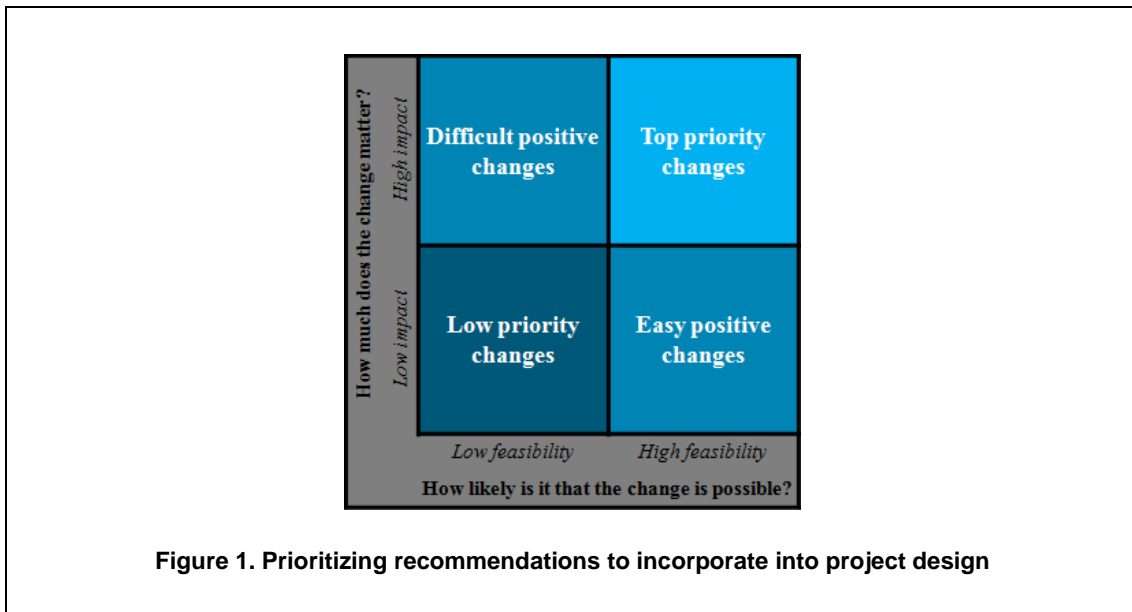 How much does the change matter?
High impact
Low impact
Difficult positive
changes
Top priority
changes
Low priority
changes
Easy positive
changes
Low feasibility
High feasibility
How likely is it that the change is possible?
Figure 1. Prioritizing recommendations to incorporate into project design